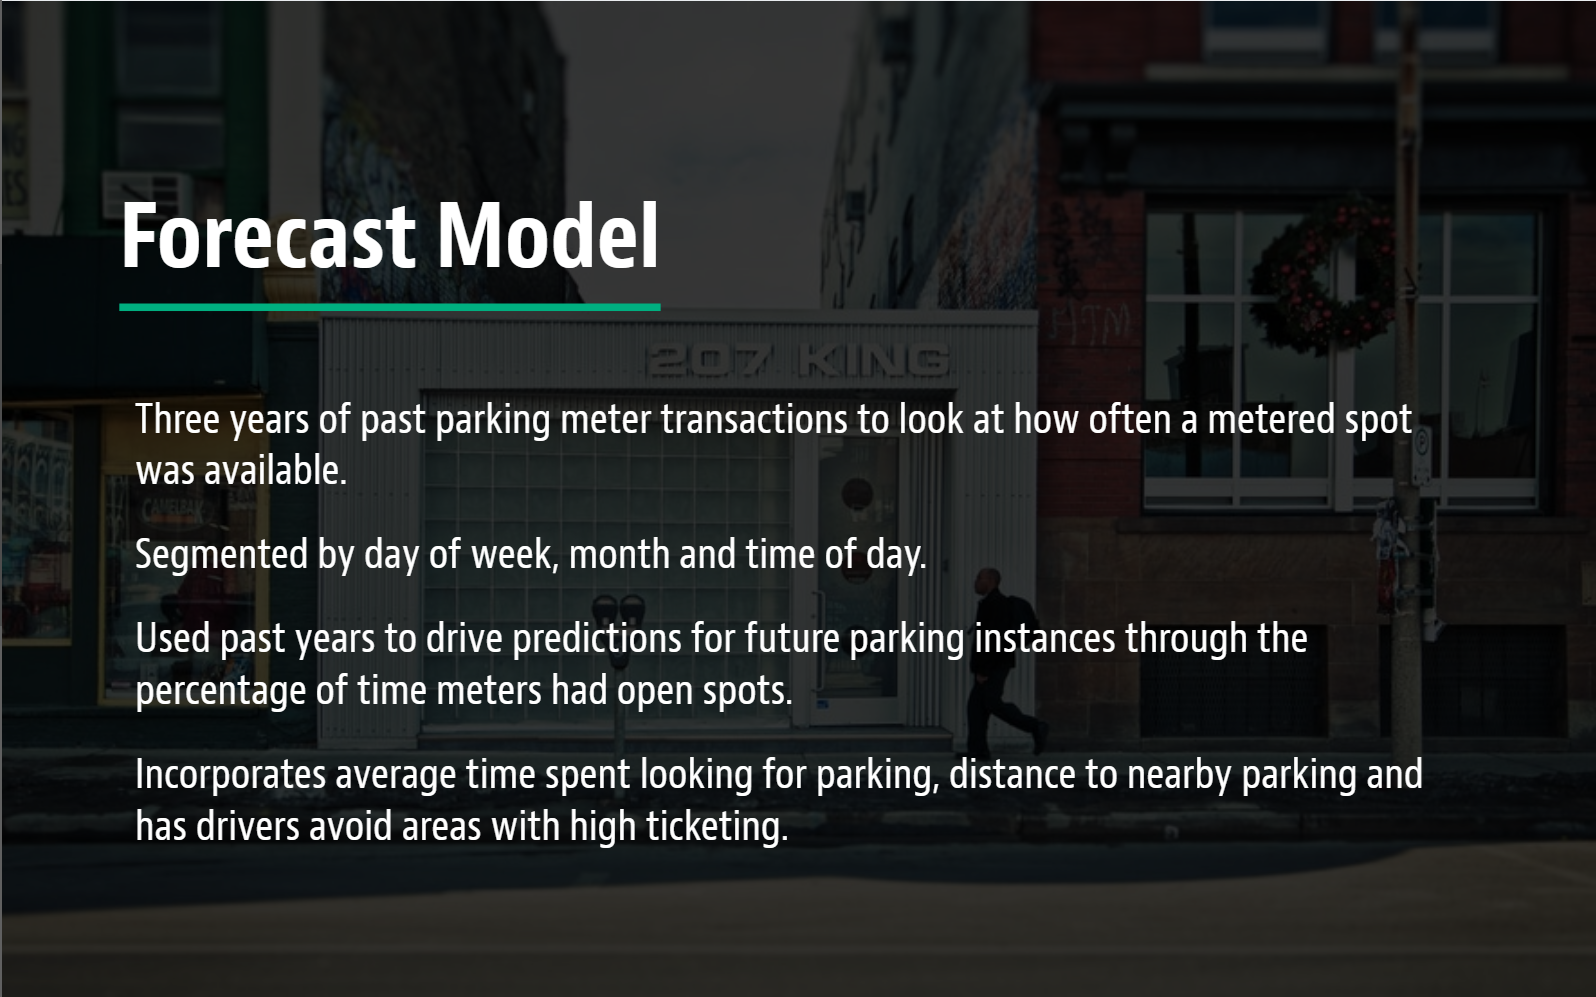 Forecast Model
207 KING
HTM
Three years of past parking meter transactions to look at how often a metered spot
was available.
CAMELBAK
Segmented by day of week, month and time of day.
Used past years to drive predictions for future parking instances through the
percentage of time meters had open spots.
Incorporates average time spent looking for parking, distance to nearby parking and
has drivers avoid areas with high ticketing.